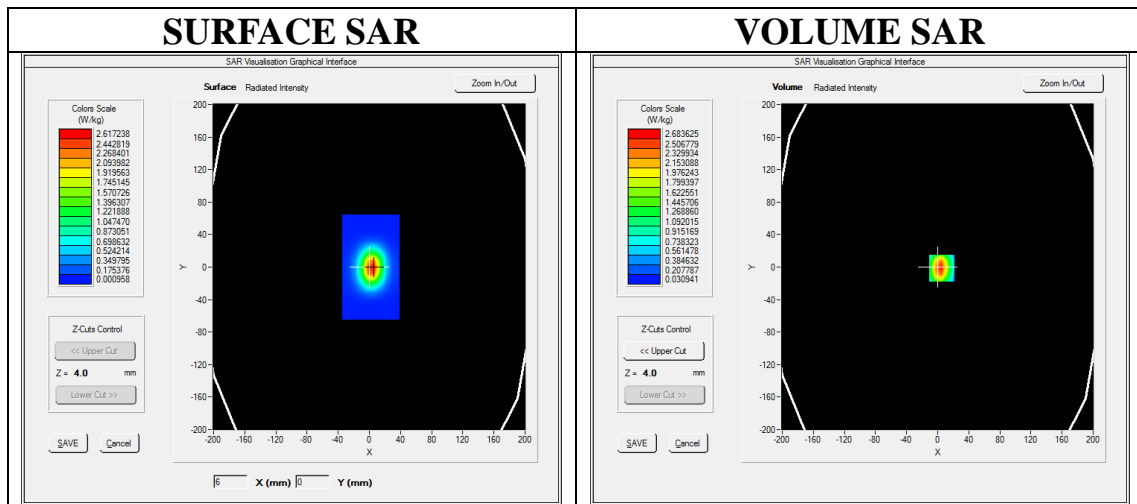 SURFACE SAR
SAR Visualisation Graphical Interface
Surface Radiated Intensity
Zoom In/Out
Colors Scale
(W/kg)
2.617238
2.442819
2.268401
2.093982
1.919563
1.745145
1.570726
1.396307
1.221888
1.047470
0.873051
0.698632
0.524214
0.349795
0.175376
0.000958
Z-Cuts Control
<< Upper Cut
Z = 4.0 mm
Lower Cut >>
SAVE Cancel
200
160
120
80
40
0
-40
-80
-120
-160
-200
Y
-200 -160 -120 -80 -40 0 40 80 120 160 200
X
6 X (mm) 0 Y (mm)
VOLUME SAR
SAR Visualisation Graphical Interface
Volume Radiated Intensity
Zoom In/Out
Colors Scale
(W/kg)
2.683625
2.506779
2.329934
2.153088
1.976243
1.799397
1.622551
1.445706
1.268860
1.092015
0.915169
0.738323
0.561478
0.384632
0.207787
0.030941
Z-Cuts Control
<< Upper Cut
Z = 4.0 mm
Lower Cut >>
SAVE Cancel
200
160
120
80
40
0
-40
-80
-120
-160
-200
Y
-200 -160 -120 -80 -40 0 40 80 120 160 200
X